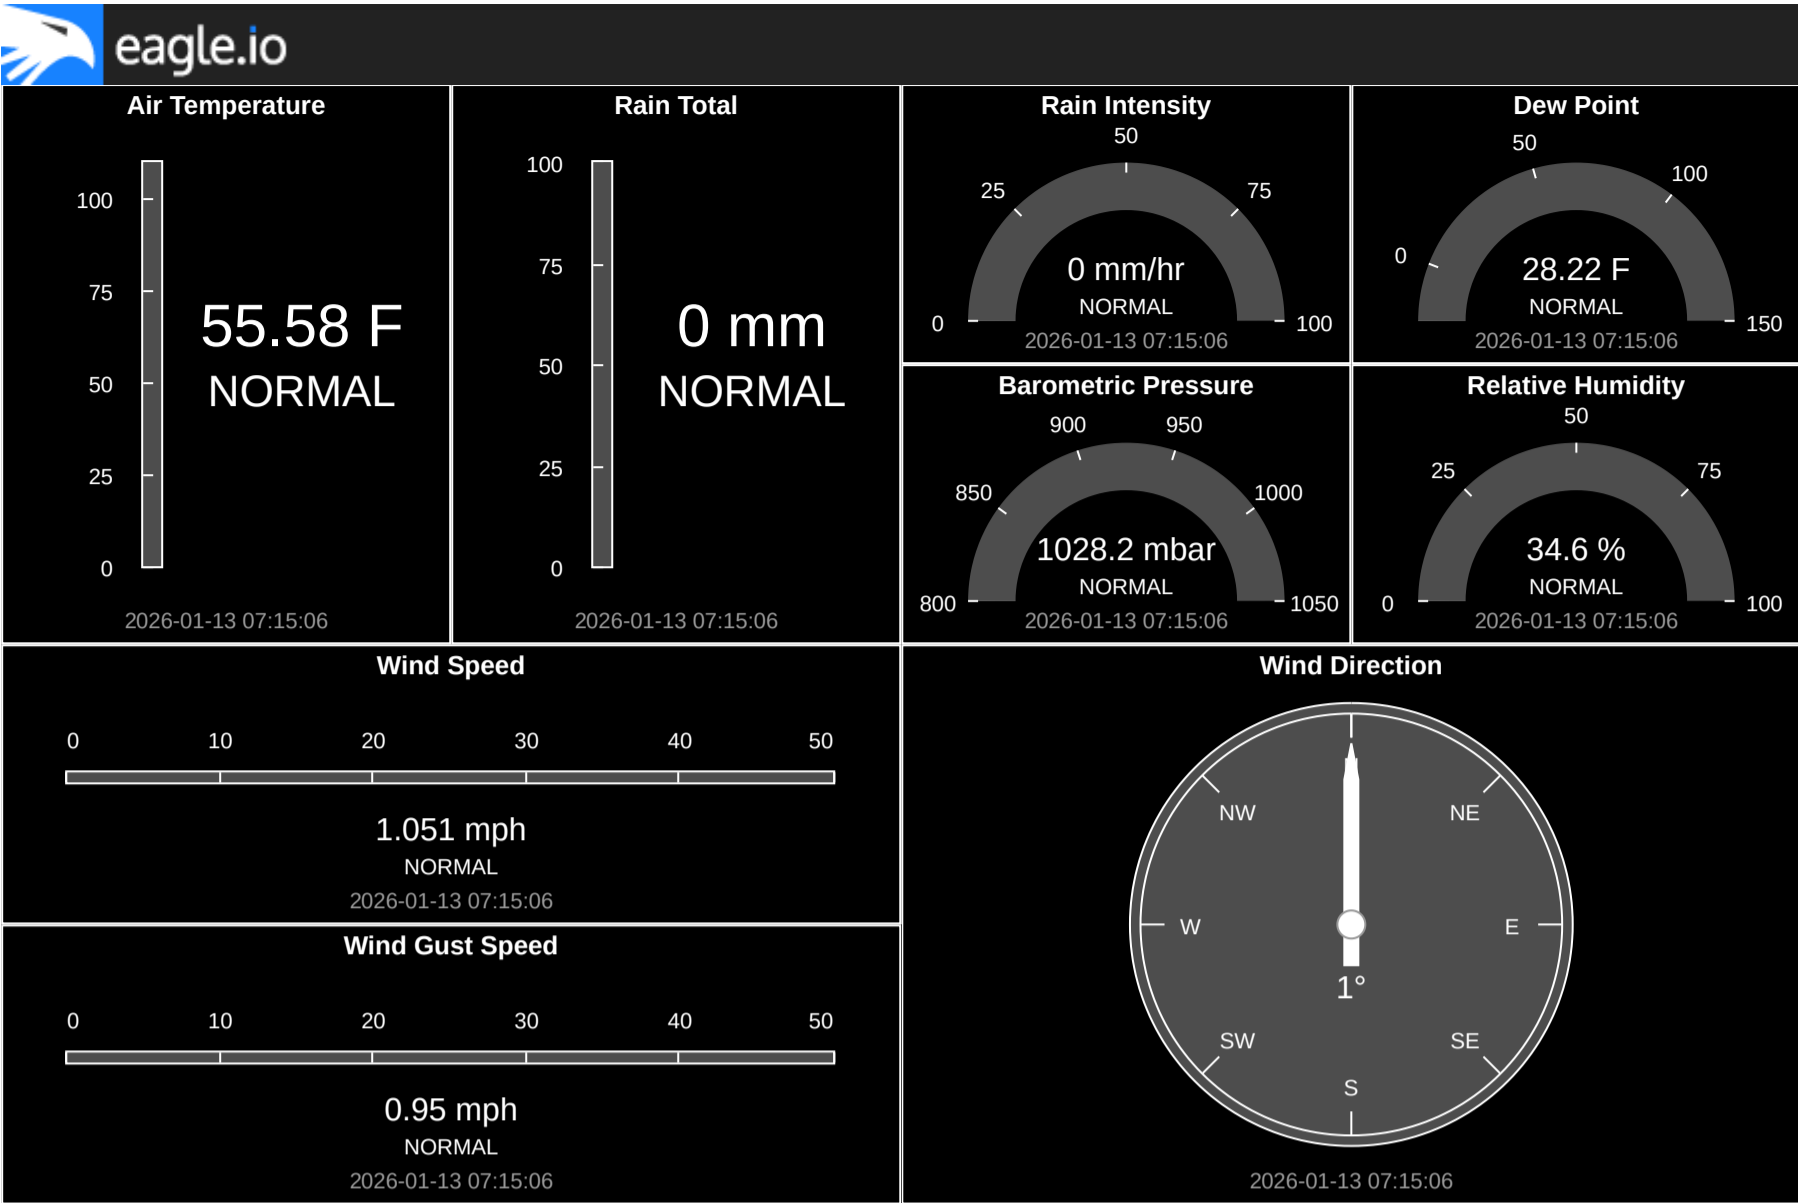 eagle.io
Air Temperature
100
75
50
25
0
55.58 F
NORMAL
2026-01-13 07:15:06
Rain Total
100
75
50
25
0
0 mm
NORMAL
2026-01-13 07:15:06
Rain Intensity
0
25
50
75
100
0 mm/hr
NORMAL
2026-01-13 07:15:06
Dew Point
0
50
100
150
28.22 F
NORMAL
2026-01-13 07:15:06
Barometric Pressure
800
850
900
950
1000
1050
1028.2 mbar
NORMAL
2026-01-13 07:15:06
Relative Humidity
0
25
50
75
100
34.6 %
NORMAL
2026-01-13 07:15:06
Wind Speed
0 10 20 30 40 50
1.051 mph
NORMAL
2026-01-13 07:15:06
Wind Gust Speed
0 10 20 30 40 50
0.95 mph
NORMAL
2026-01-13 07:15:06
Wind Direction
NW NE
W E
1°
SW SE
S
2026-01-13 07:15:06